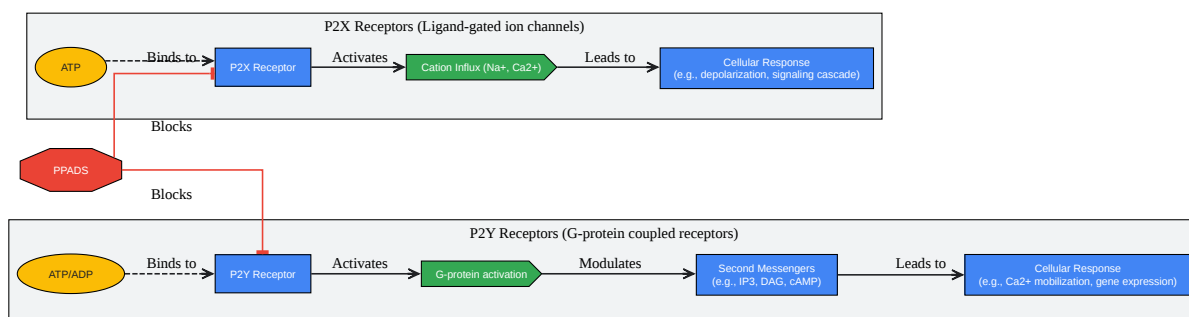 P2X Receptors (Ligand-gated ion channels)
ATP
Binds to
P2X Receptor
Activates
Cation Influx (Na+, Ca2+)
Leads to
Cellular Response
(e.g., depolarization, signaling cascade)
Blocks
PPADS
Blocks
P2Y Receptors (G-protein coupled receptors)
ATP/ADP
Binds to
P2Y Receptor
Activates
G-protein activation
Modulates
Second Messengers
(e.g., IP3, DAG, cAMP)
Leads to
Cellular Response
(e.g., Ca2+ mobilization, gene expression)